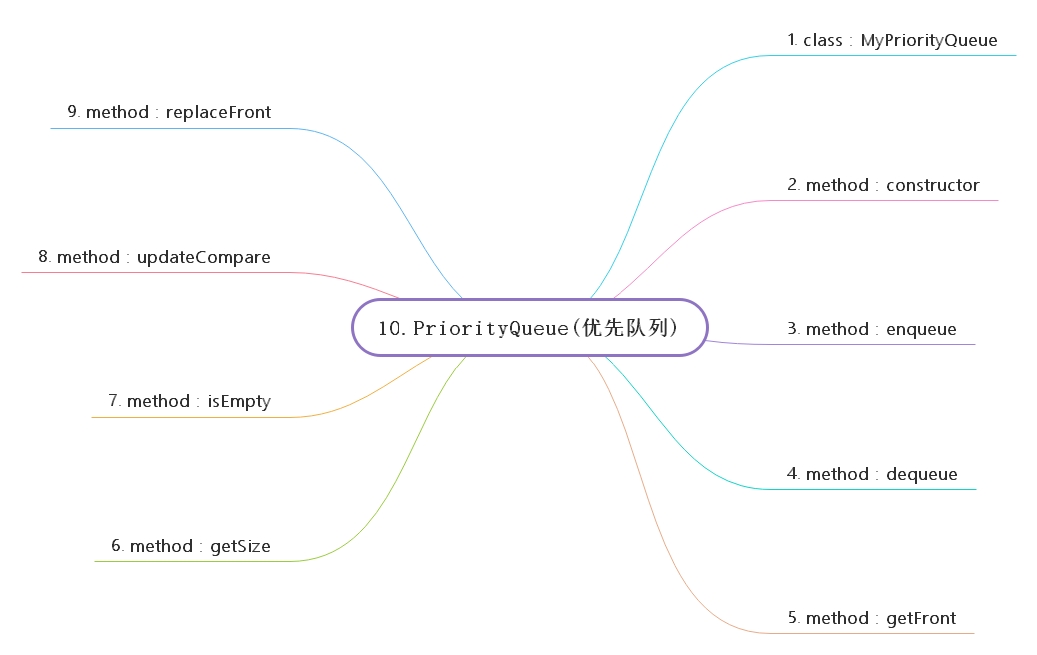 10. PriorityQueue(优先队列)
1. class : MyPriorityQueue
2. method : constructor
3. method : enqueue
4. method : dequeue
5. method : getFront
6. method : getSize
7. method : isEmpty
8. method : updateCompare
9. method : replaceFront